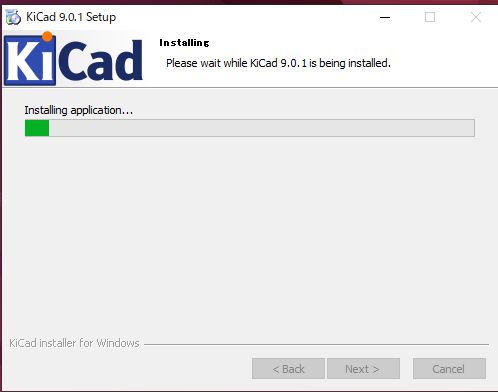 KiCad 9.0.1 Setup
KiCad
Installing
Please wait while KiCad 9.0.1 is being installed.
Installing application...
KiCad installer for Windows
< Back
Next >
Cancel